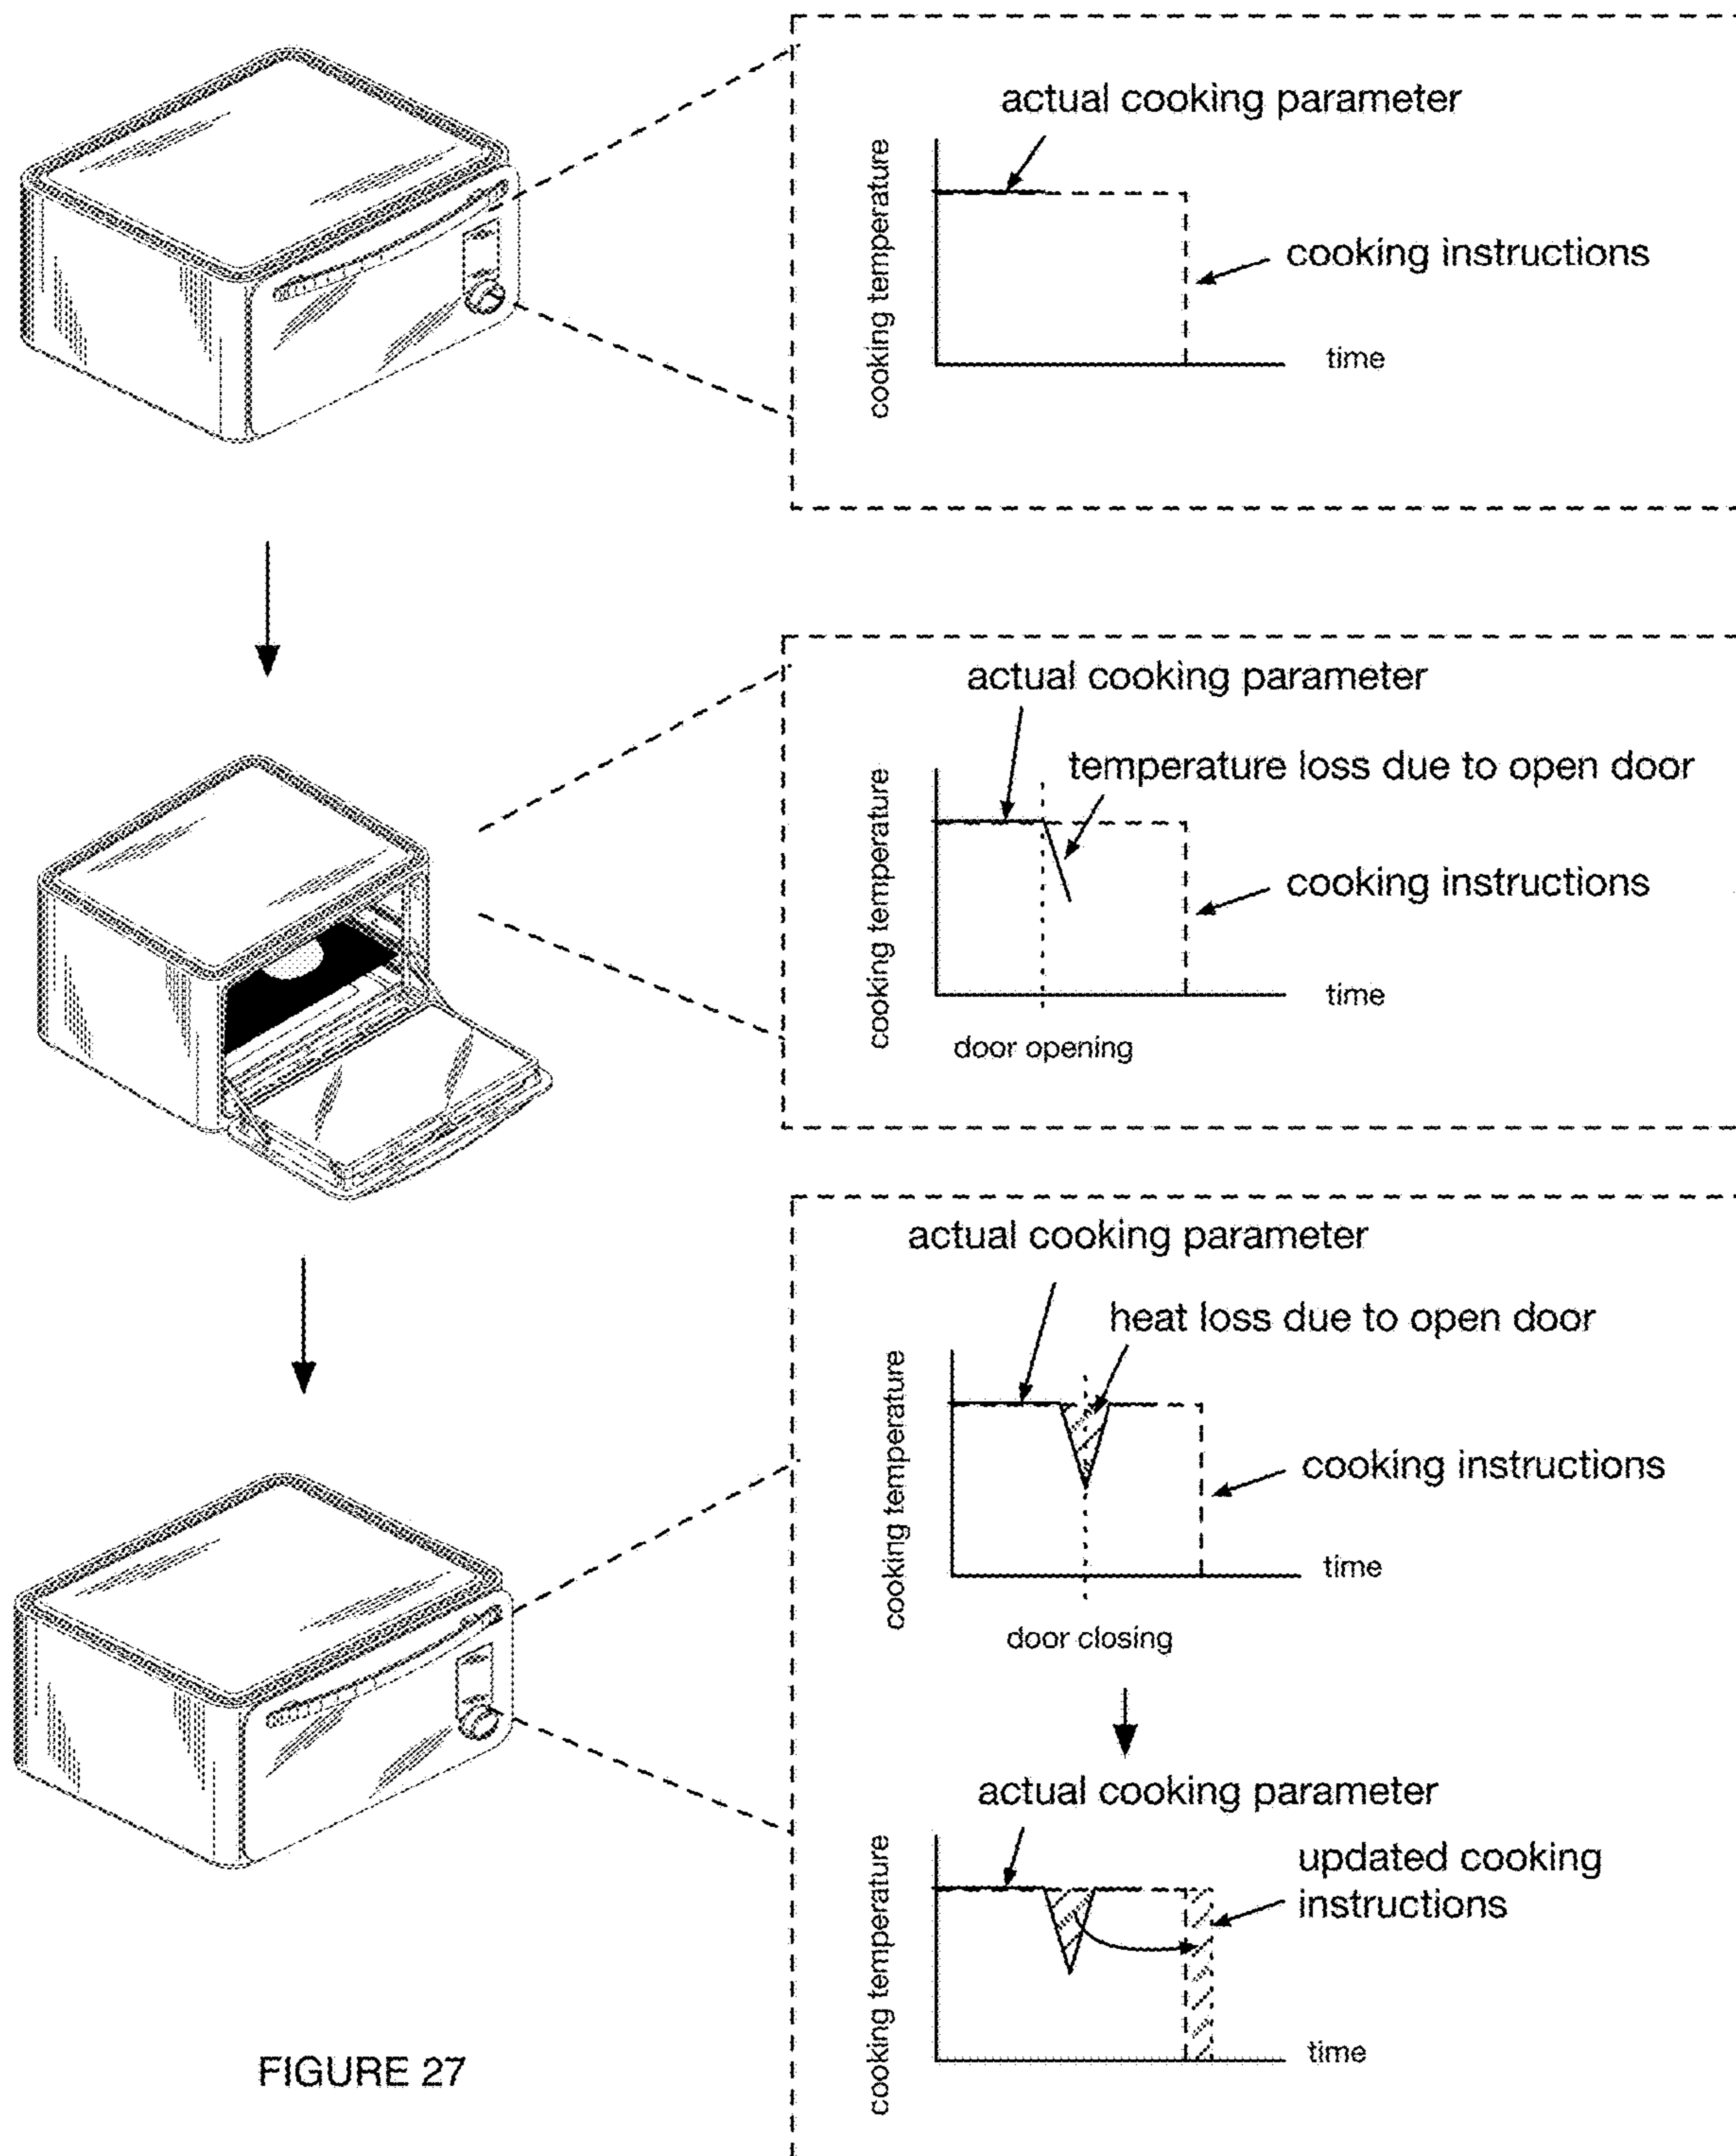 actual cooking parameter
cooking temperature
cooking instructions
time
actual cooking parameter
temperature loss due to open door
cooking temperature
cooking instructions
time
door opening
actual cooking parameter
heat loss due to open door
cooking temperature
cooking instructions
time
door closing
actual cooking parameter
updated cooking
instructions
cooking temperature
time
FIGURE 27